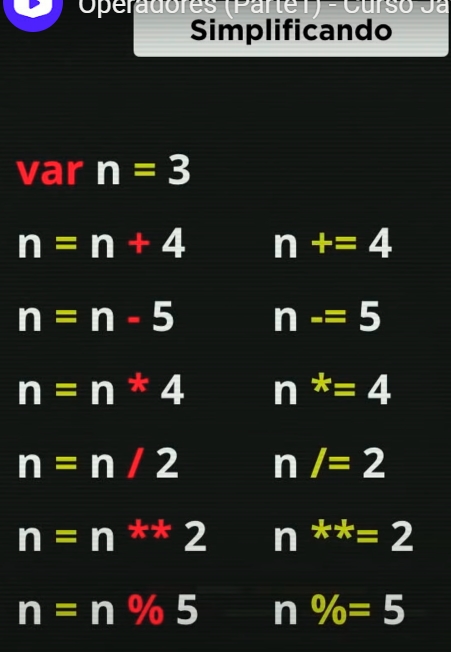 Operadores (Parte1) - Curso Ja
Simplificando
var n = 3
n = n + 4 n += 4
n = n - 5 n -= 5
n = n * 4 n *= 4
n = n / 2 n /= 2
n = n ** 2 n **= 2
n = n % 5 n %= 5